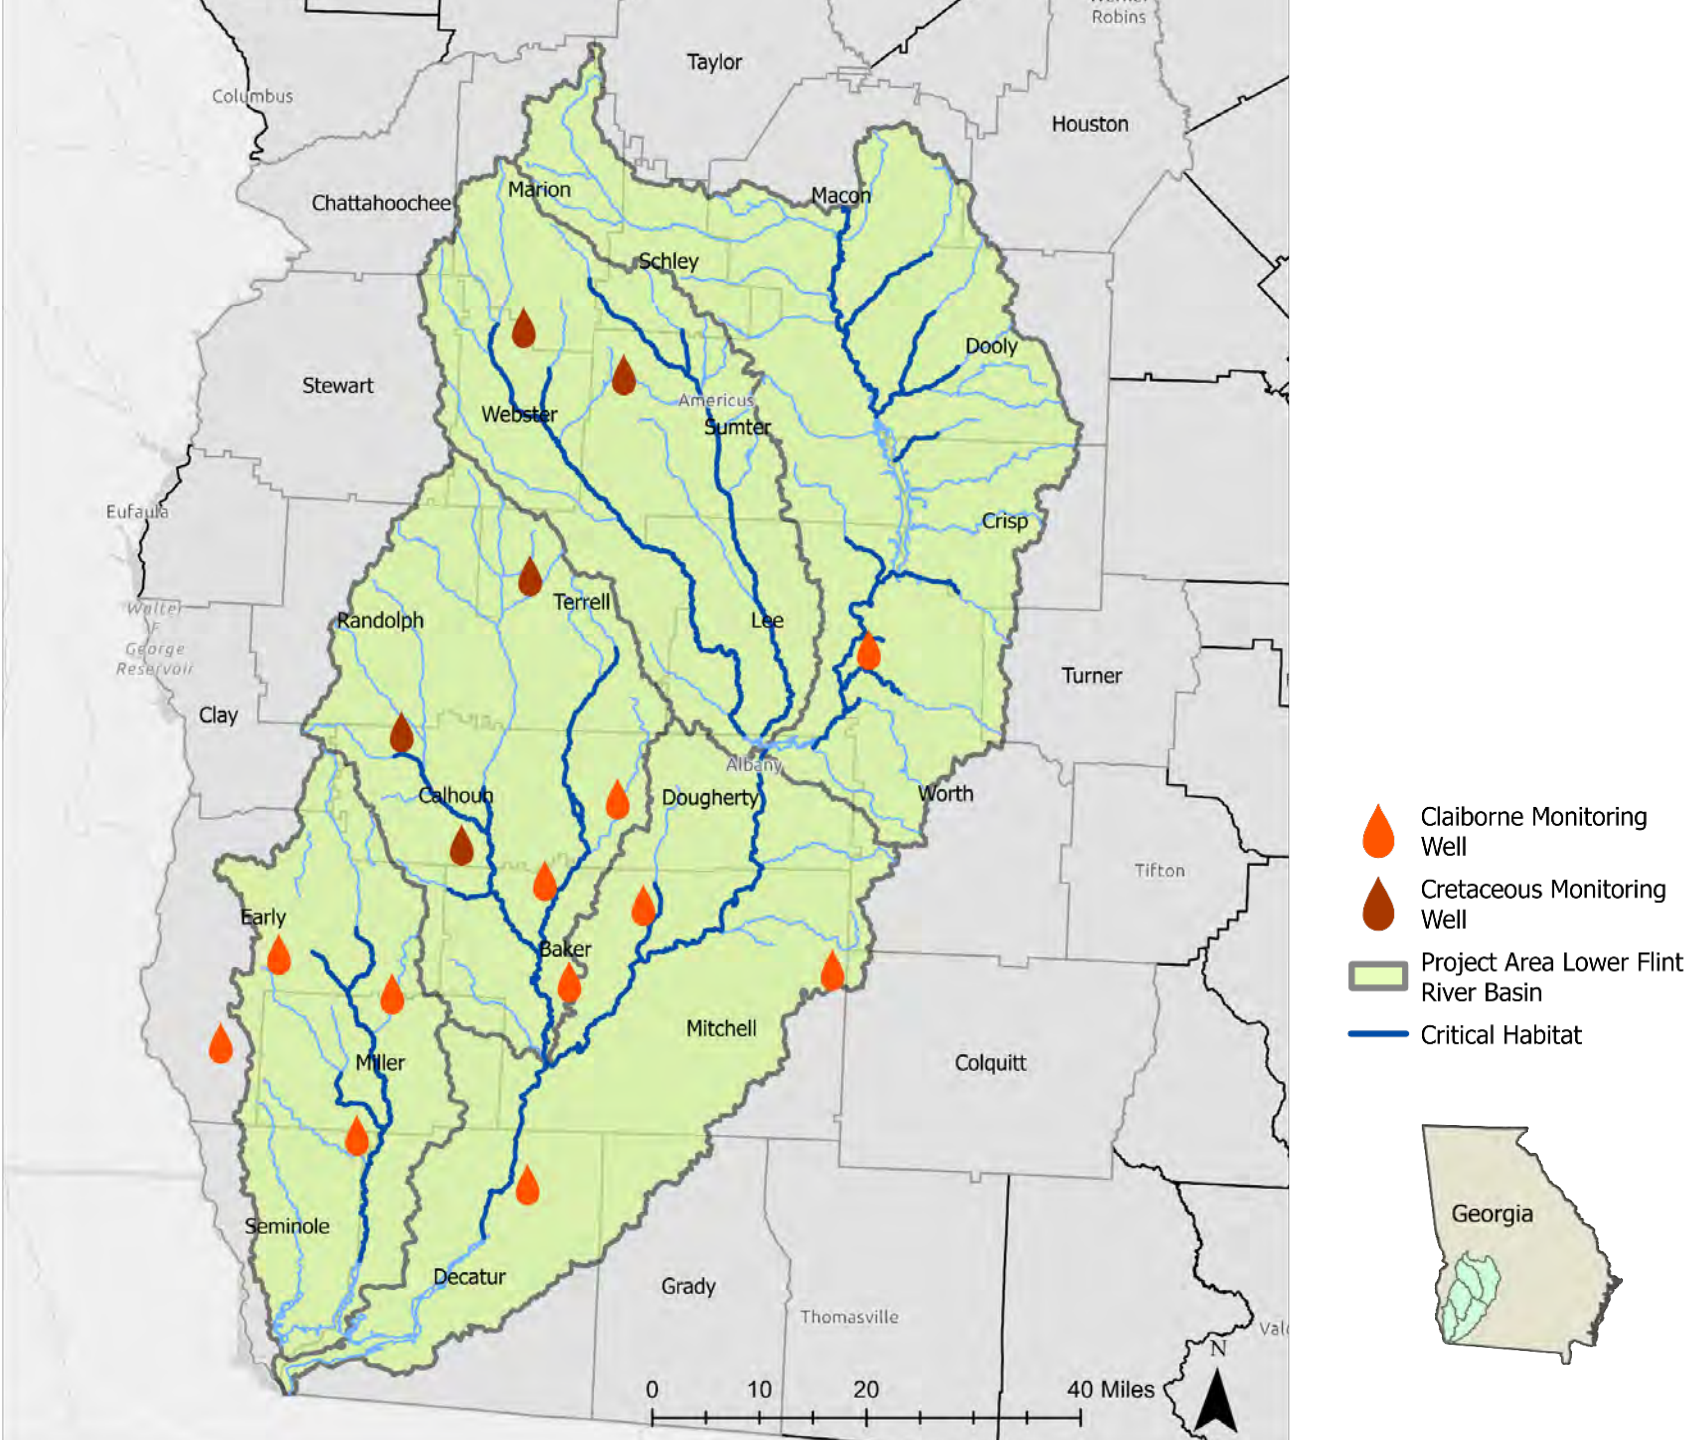 Robins
Taylor
Columbus
Houston
Marion
Macon
Chattahoochee
Schley
Dooly
Stewart
Americus
Webster
Sumter
Eufaula
Crisp
Terrell
Walter
F
George
Reservoir
Randolph
Lee
Turner
Clay
Albany
Calhoun
Dougherty
Worth
Tifton
Early
Baker
Mitchell
Miller
Colquitt
Seminole
Decatur
Grady
Thomasville
0 10 20 40 Miles
N
Claiborne Monitoring
Well
Cretaceous Monitoring
Well
Project Area Lower Flint
River Basin
Critical Habitat
Georgia